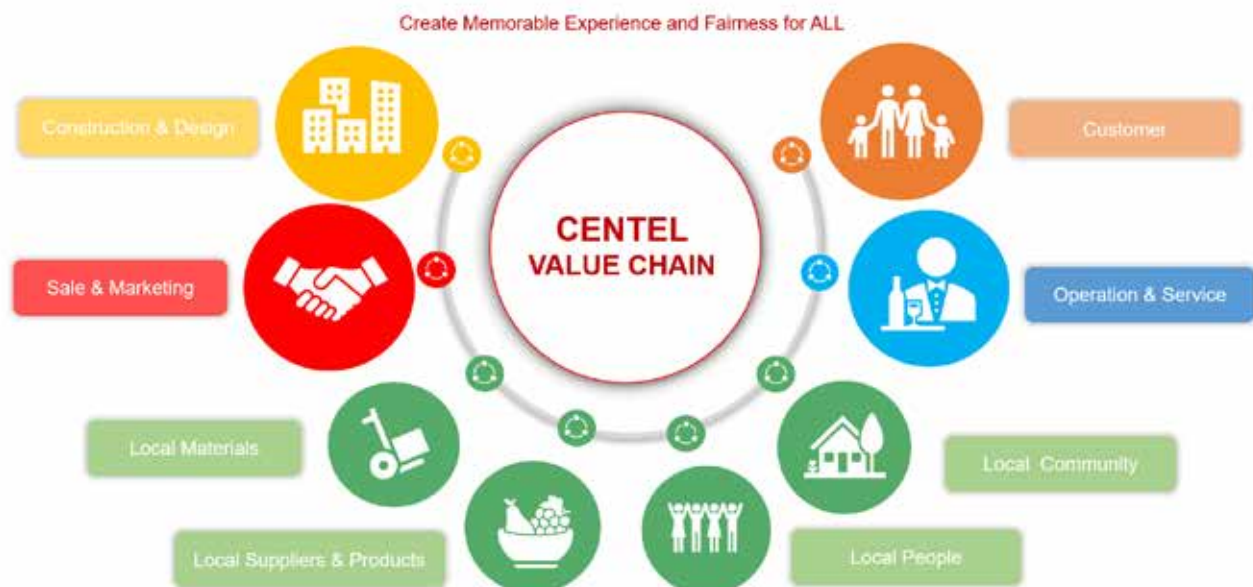 Create Memorable Experience and Fairness for ALL
Construction & Design
Customer
CENTEL
VALUE CHAIN
Sale & Marketing
Operation & Service
Local Materials
Local Community
Local Suppliers & Products
Local People